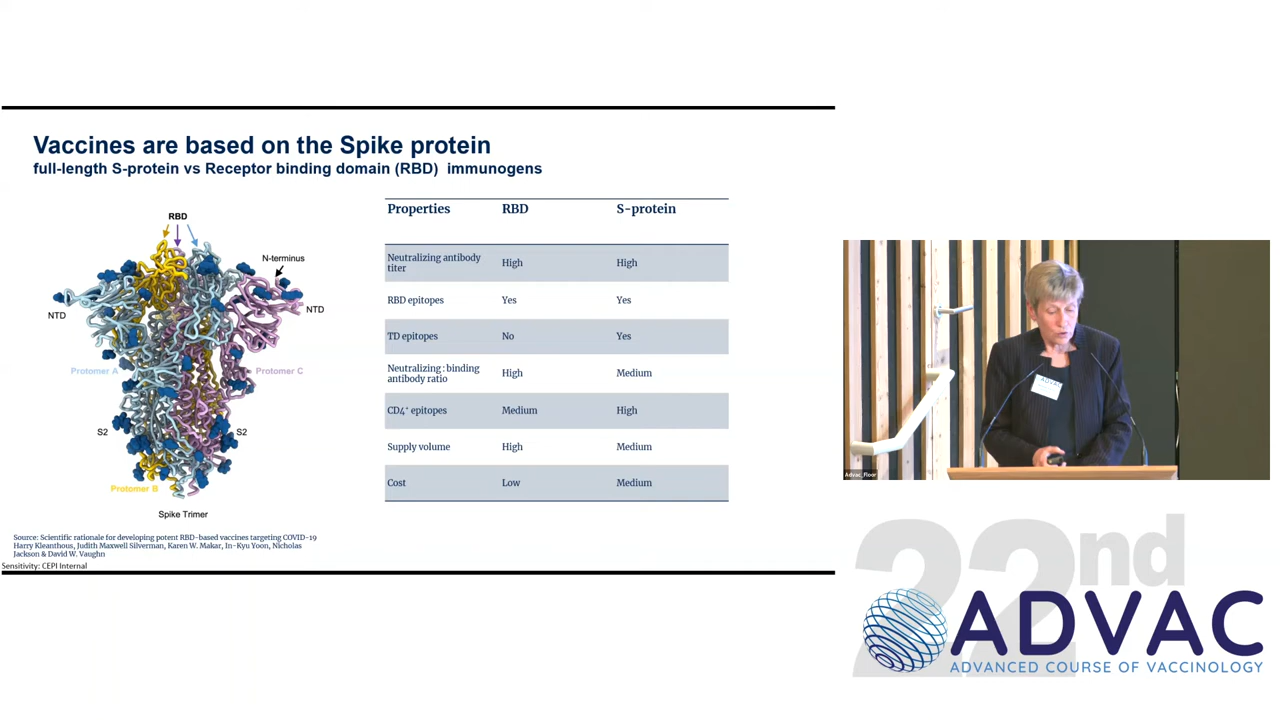 Vaccines are based on the Spike protein
full-length S-protein vs Receptor binding domain (RBD) immunogens
RBD
N-terminus
NTD
NTD
Protomer A
Protomer C
S2
S2
Protomer B
Spike Trimer
Properties RBD S-protein
Neutralizing antibody
titer High High
RBD epitopes Yes Yes
TD epitopes No Yes
Neutralizing : binding
antibody ratio High Medium
CD4⁺ epitopes Medium High
Supply volume High Medium
Cost Low Medium
Source: Scientific rationale for developing potent RBD-based vaccines targeting COVID-19
Harry Kleanthous, Judith Maxwell Silverman, Karen W. Makar, In-Kyu Yoon, Nicholas
Jackson & David W. Vaughn
Sensitivity: CEPI Internal
ADVAC
Advac_Floor
22nd
ADVAC
ADVANCED COURSE OF VACCINOLOGY